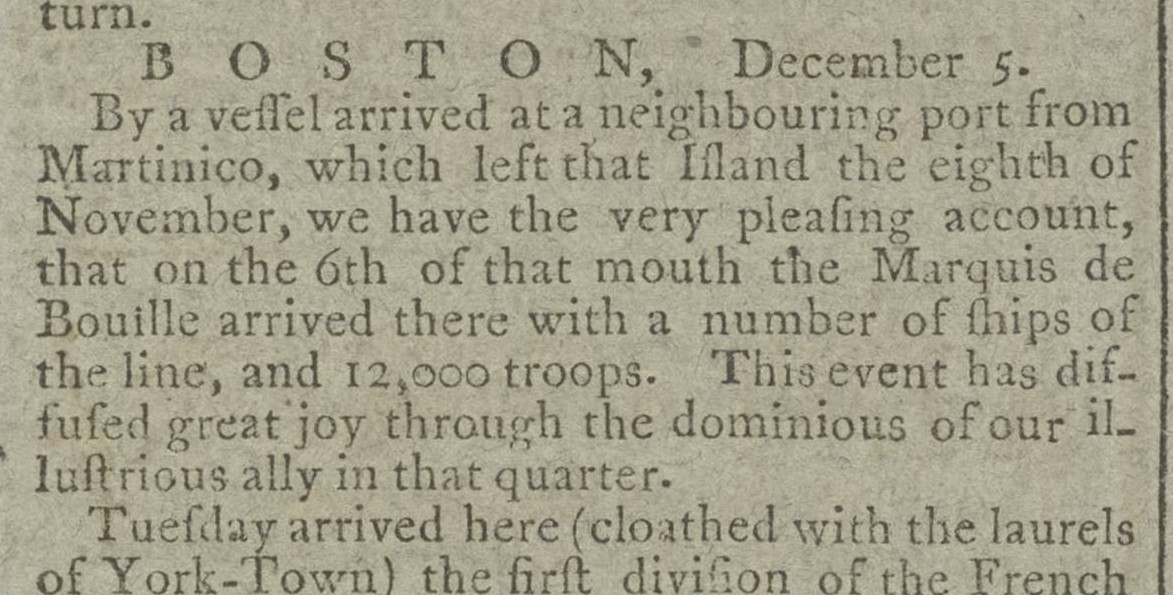 turn.
B O S T O N, December 5.
By a veſſel arrived at a neighbouring port from
Martinico, which left that Iſland the eighth of
November, we have the very pleaſing account,
that on the 6th of that mouth the Marquis de
Bouille arrived there with a number of ſhips of
the line, and 12,000 troops. This event has dif-
fuſed great joy through the dominious of our il-
luſtrious ally in that quarter.
Tueſday arrived here (cloathed with the laurels
of York-Town) the firſt diviſion of the French